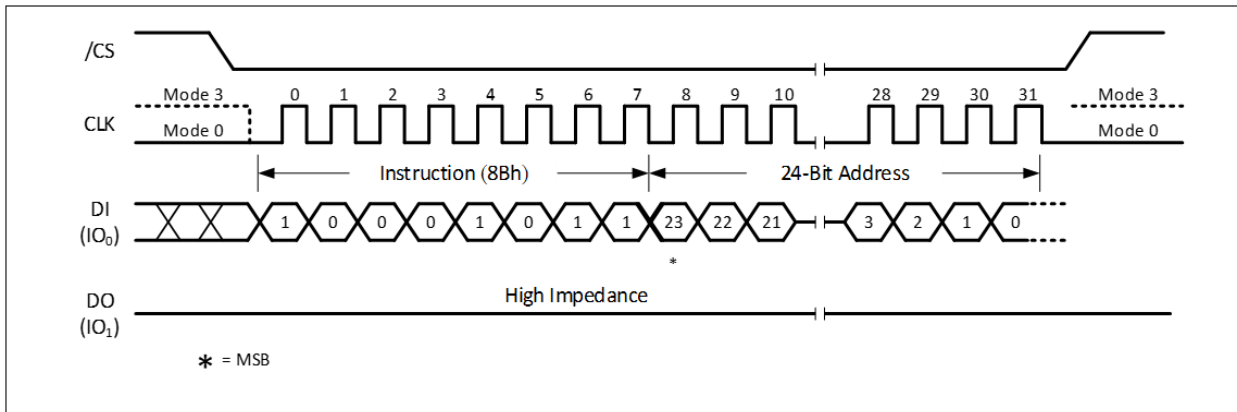 /CS
Mode 3 0 1 2 3 4 5 6 7 8 9 10 28 29 30 31 Mode 3
CLK
Mode 0 Mode 0
Instruction (8Bh) 24-Bit Address
DI
(IO₀)
1 0 0 0 1 0 1 1 23 22 21 3 2 1 0
*
DO
(IO₁)
High Impedance
* = MSB